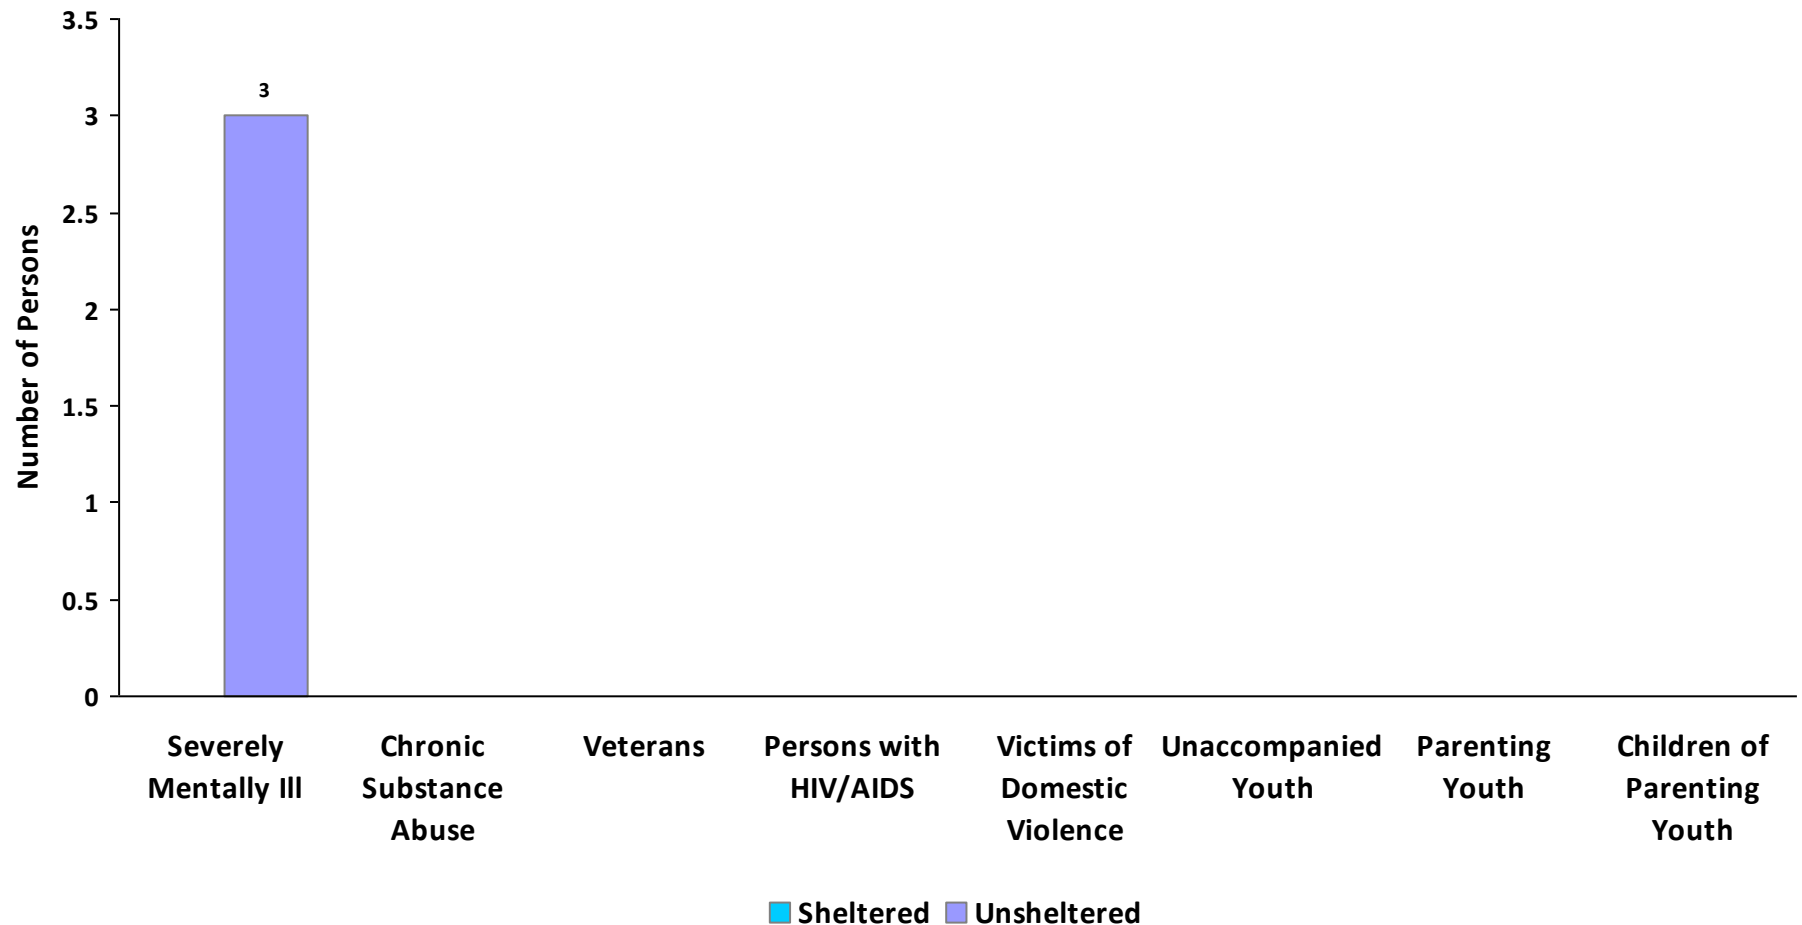 3.5
3
2.5
2
1.5
1
0.5
0
Number of Persons
3
Severely
Mentally Ill
Chronic
Substance
Abuse
Veterans
Persons with
HIV/AIDS
Victims of
Domestic
Violence
Unaccompanied
Youth
Parenting
Youth
Children of
Parenting
Youth
Sheltered
Unsheltered